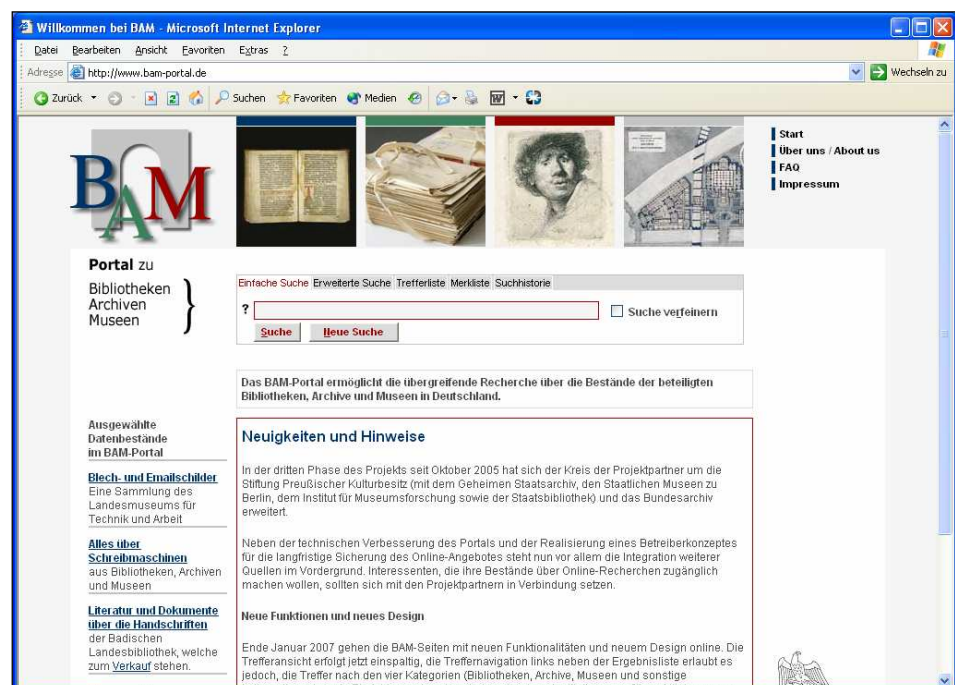 Willkommen bei BAM - Microsoft Internet Explorer
Datei Bearbeiten Ansicht Favoriten Extras ?
Adresse http://www.bam-portal.de Wechseln zu
Zurück Suchen Favoriten Medien
BAM
Start
Über uns / About us
FAQ
Impressum
Portal zu
Bibliotheken
Archiven
Museen
Einfache Suche Erweiterte Suche Trefferliste Merkliste Suchhistorie
? Suche verfeinern
Suche Neue Suche
Das BAM-Portal ermöglicht die übergreifende Recherche über die Bestände der beteiligten
Bibliotheken, Archive und Museen in Deutschland.
Ausgewählte
Datenbestände
im BAM-Portal
Blech- und Emailschilder
Eine Sammlung des
Landesmuseums für
Technik und Arbeit
Alles über
Schreibmaschinen
aus Bibliotheken, Archiven
und Museen
Literatur und Dokumente
über die Handschriften
der Badischen
Landesbibliothek, welche
zum Verkauf stehen.
Neuigkeiten und Hinweise
In der dritten Phase des Projekts seit Oktober 2005 hat sich der Kreis der Projektpartner um die
Stiftung Preußischer Kulturbesitz (mit dem Geheimen Staatsarchiv, den Staatlichen Museen zu
Berlin, dem Institut für Museumsforschung sowie der Staatsbibliothek) und das Bundesarchiv
erweitert.
Neben der technischen Verbesserung des Portals und der Realisierung eines Betreiberkonzeptes
für die langfristige Sicherung des Online-Angebotes steht nun vor allem die Integration weiterer
Quellen im Vordergrund. Interessenten, die ihre Bestände über Online-Recherchen zugänglich
machen wollen, sollten sich mit den Projektpartnern in Verbindung setzen.
Neue Funktionen und neues Design
Ende Januar 2007 gehen die BAM-Seiten mit neuen Funktionalitäten und neuem Design online. Die
Trefferansicht erfolgt jetzt einspaltig, die Treffernavigation links neben der Ergebnisliste erlaubt es
jedoch, die Treffer nach den vier Kategorien (Bibliotheken, Archive, Museen und sonstige